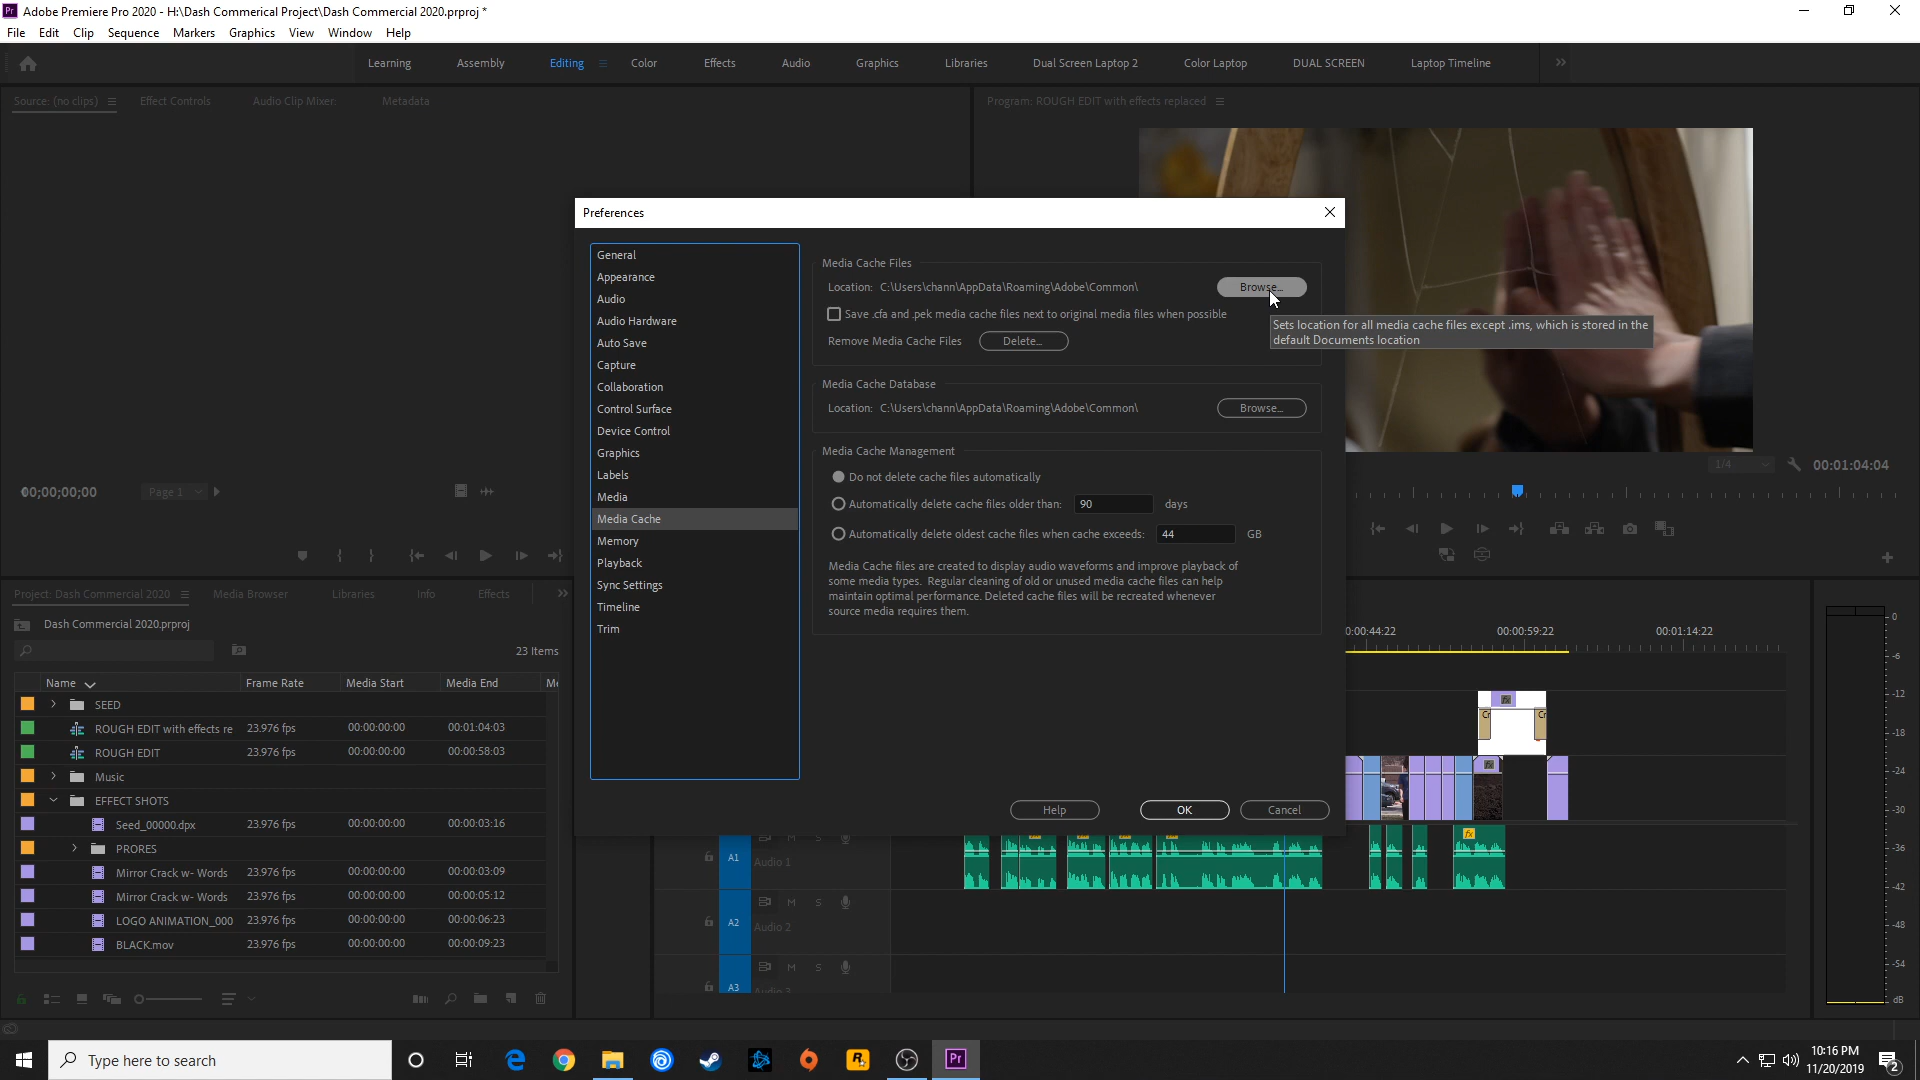 Adobe Premiere Pro 2020 - H:\Dash Commerical Project\Dash Commercial 2020.prproj *
File Edit Clip Sequence Markers Graphics View Window Help
Learning Assembly Editing Color Effects Audio Graphics Libraries Dual Screen Laptop 2 Color Laptop DUAL SCREEN Laptop Timeline
Source: (no clips) Effect Controls Audio Clip Mixer: Metadata
Program: ROUGH EDIT with effects replaced
00;00;00;00 Page 1
1/4 00:01:04:04
Preferences
General
Appearance
Audio
Audio Hardware
Auto Save
Capture
Collaboration
Control Surface
Device Control
Graphics
Labels
Media
Media Cache
Memory
Playback
Sync Settings
Timeline
Trim
Media Cache Files
Location: C:\Users\chann\AppData\Roaming\Adobe\Common\ Browse...
Save .cfa and .pek media cache files next to original media files when possible
Remove Media Cache Files Delete...
Sets location for all media cache files except .ims, which is stored in the
default Documents location
Media Cache Database
Location: C:\Users\chann\AppData\Roaming\Adobe\Common\ Browse...
Media Cache Management
Do not delete cache files automatically
Automatically delete cache files older than: 90 days
Automatically delete oldest cache files when cache exceeds: 44 GB
Media Cache files are created to display audio waveforms and improve playback of
some media types. Regular cleaning of old or unused media cache files can help
maintain optimal performance. Deleted cache files will be recreated whenever
source media requires them.
Help OK Cancel
Project: Dash Commercial 2020 Media Browser Libraries Info Effects
Dash Commercial 2020.prproj
23 Items
Name Frame Rate Media Start Media End
SEED
ROUGH EDIT with effects re 23.976 fps 00:00:00:00 00:01:04:03
ROUGH EDIT 23.976 fps 00:00:00:00 00:00:58:03
Music
EFFECT SHOTS
Seed_00000.dpx 23.976 fps 00:00:00:00 00:00:03:16
PRORES
Mirror Crack w- Words 23.976 fps 00:00:00:00 00:00:03:09
Mirror Crack w- Words 23.976 fps 00:00:00:00 00:00:05:12
LOGO ANIMATION_000 23.976 fps 00:00:00:00 00:00:06:23
BLACK.mov 23.976 fps 00:00:00:00 00:00:09:23
0:00:44:22 00:00:59:22 00:01:14:22
fx
Cr Cr
fx
fx
A1 M S Audio 1
A2 M S Audio 2
A3 M S Audio 3
0
-6
-12
-18
-24
-30
-36
-42
-48
-54
dB
Type here to search
Pr
10:16 PM
11/20/2019
2